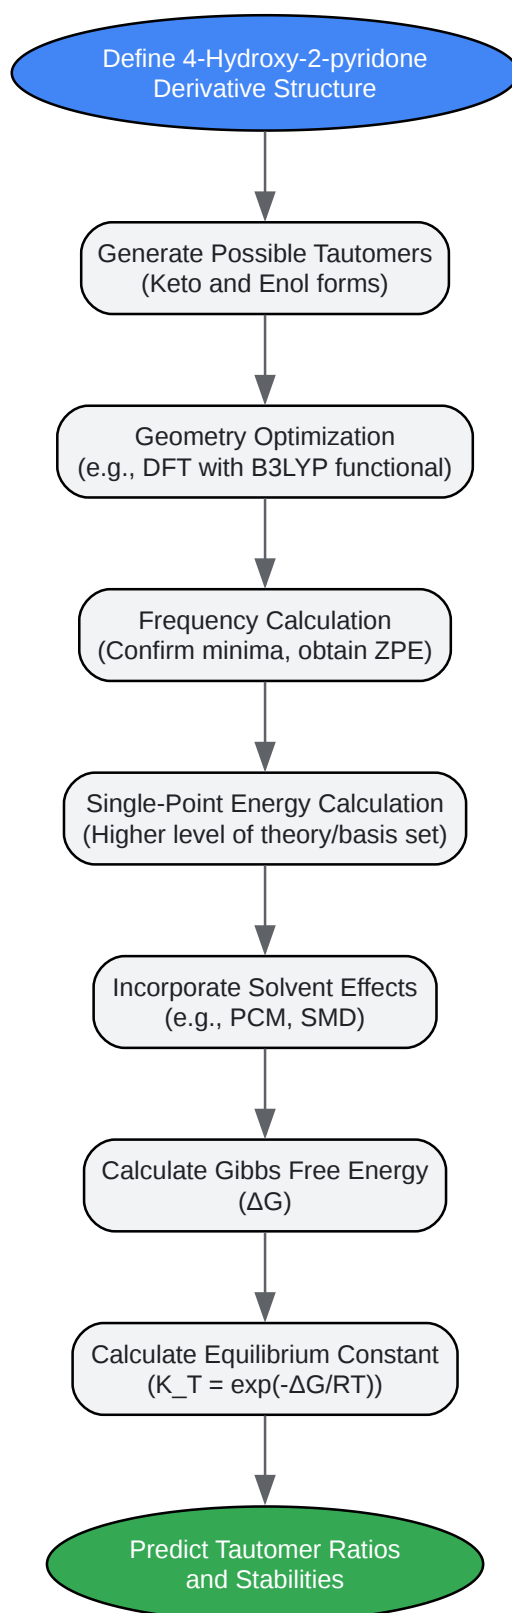 Define 4-Hydroxy-2-pyridone
Derivative Structure
Generate Possible Tautomers
(Keto and Enol forms)
Geometry Optimization
(e.g., DFT with B3LYP functional)
Frequency Calculation
(Confirm minima, obtain ZPE)
Single-Point Energy Calculation
(Higher level of theory/basis set)
Incorporate Solvent Effects
(e.g., PCM, SMD)
Calculate Gibbs Free Energy
(ΔG)
Calculate Equilibrium Constant
(K_T = exp(-ΔG/RT))
Predict Tautomer Ratios
and Stabilities